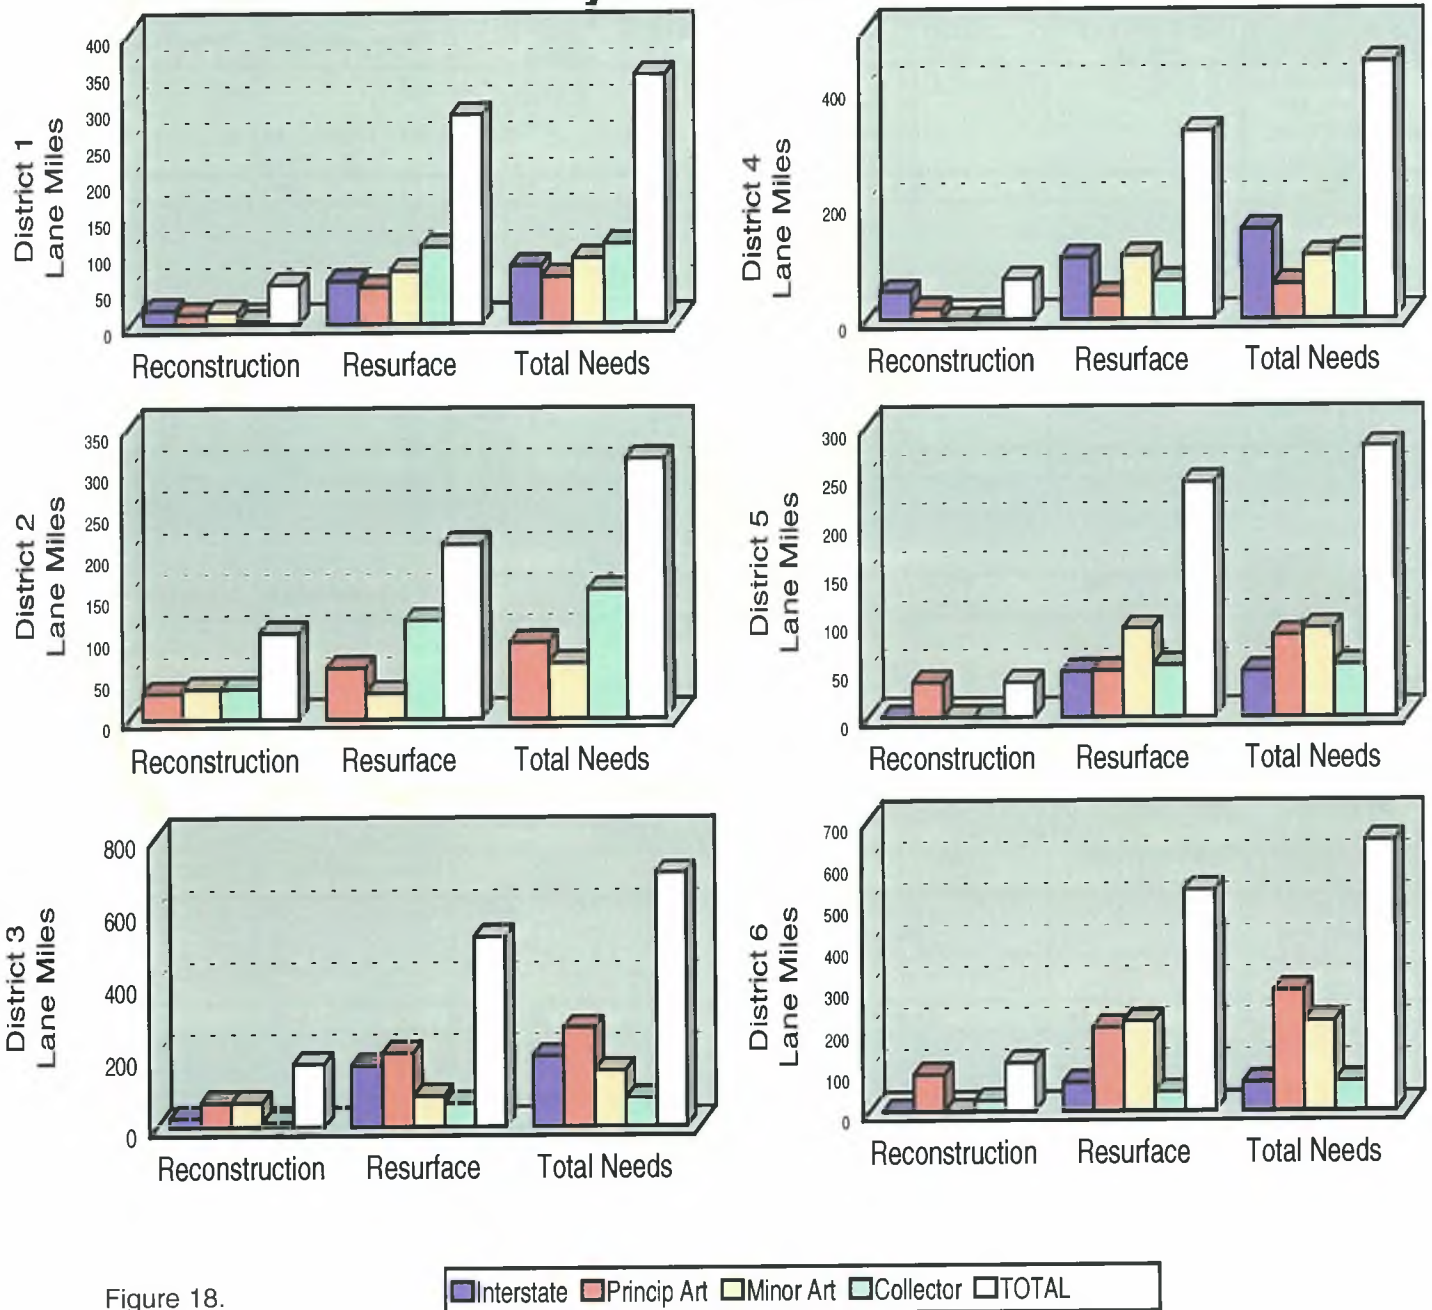 District 1
Lane Miles
400
350
300
250
200
150
100
50
0
Reconstruction Resurface Total Needs
District 4
Lane Miles
400
200
0
Reconstruction Resurface Total Needs
District 2
Lane Miles
350
300
250
200
150
100
50
0
Reconstruction Resurface Total Needs
District 5
Lane Miles
300
250
200
150
100
50
0
Reconstruction Resurface Total Needs
District 3
Lane Miles
800
600
400
200
0
Reconstruction Resurface Total Needs
District 6
Lane Miles
700
600
500
400
300
200
100
0
Reconstruction Resurface Total Needs
Figure 18.
Interstate Princip Art Minor Art Collector TOTAL